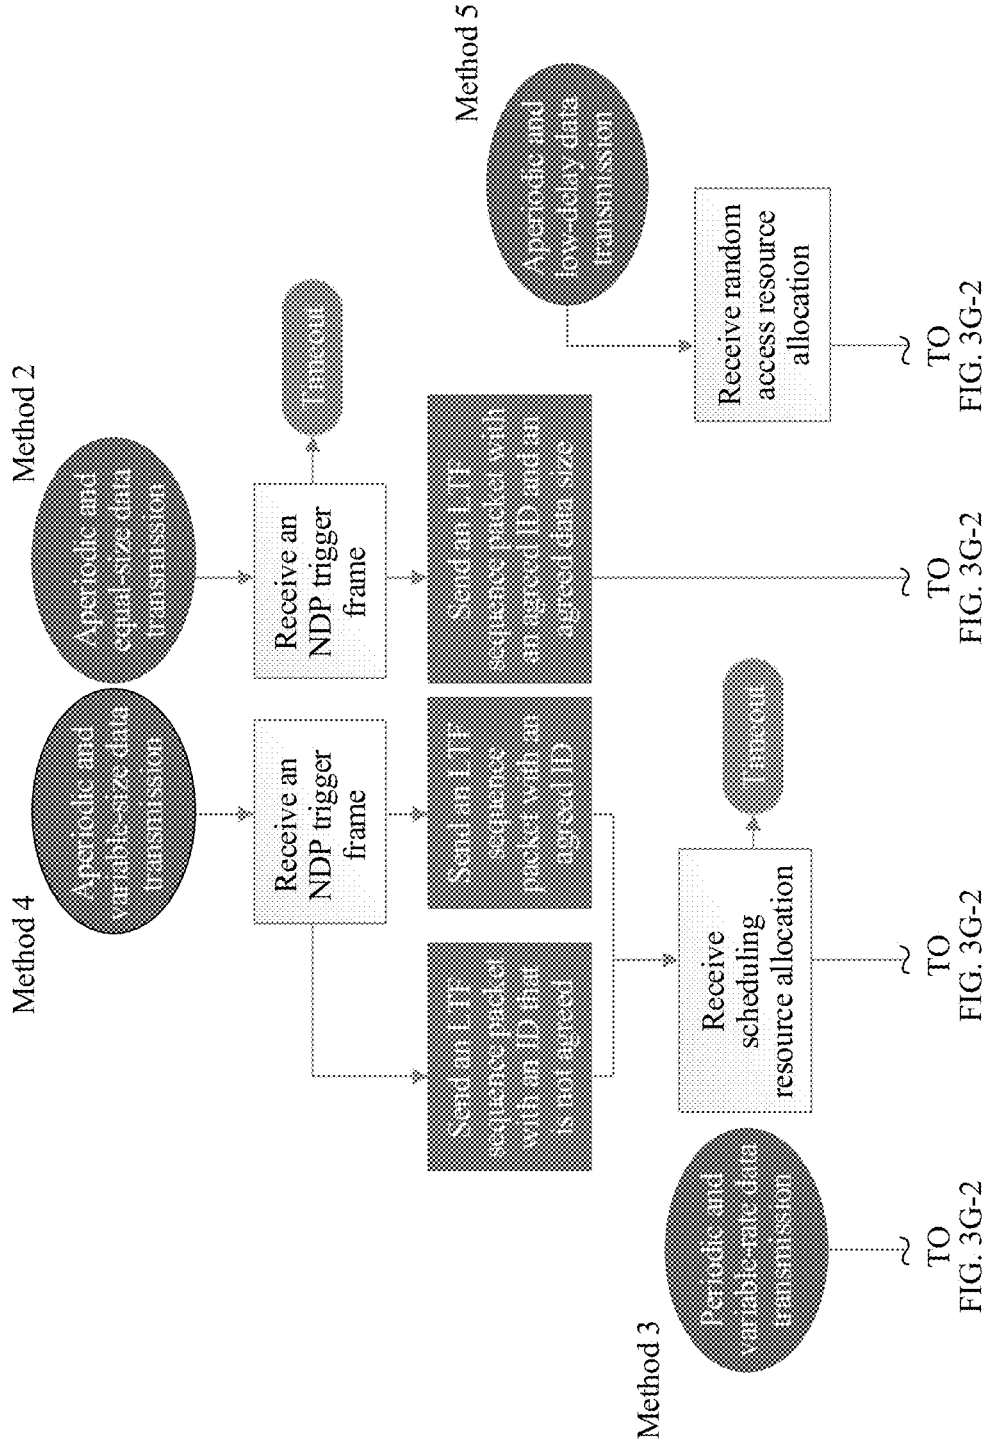 Method 4
Aperiodic and
variable-size data
transmission
Receive an
NDP trigger
frame
Send an LTF
sequence packet
with an ID that
is not agreed
Send an LTF
sequence
packet with an
agreed ID
Receive
scheduling
resource allocation
Timeout
TO
FIG. 3G-2
Method 3
Periodic and
variable-rate data
transmission
TO
FIG. 3G-2
Method 2
Aperiodic and
equal-size data
transmission
Receive an
NDP trigger
frame
Timeout
Send an LTF
sequence packet with
an agreed ID and an
agreed data size
TO
FIG. 3G-2
Method 5
Aperiodic and
low-delay data
transmission
Receive random
access resource
allocation
TO
FIG. 3G-2